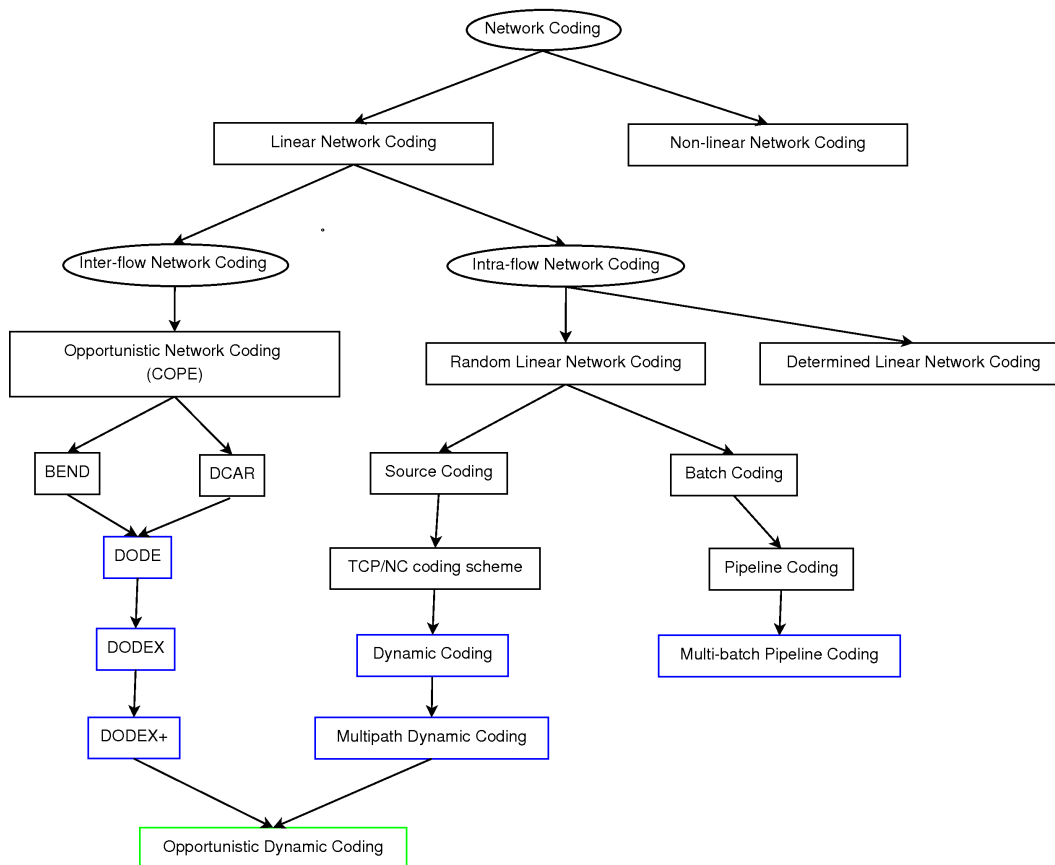 Network Coding
Linear Network Coding
Non-linear Network Coding
Inter-flow Network Coding
Intra-flow Network Coding
Opportunistic Network Coding
(COPE)
Random Linear Network Coding
Determined Linear Network Coding
BEND
DCAR
Source Coding
Batch Coding
DODE
TCP/NC coding scheme
Pipeline Coding
DODEX
Dynamic Coding
Multi-batch Pipeline Coding
DODEX+
Multipath Dynamic Coding
Opportunistic Dynamic Coding